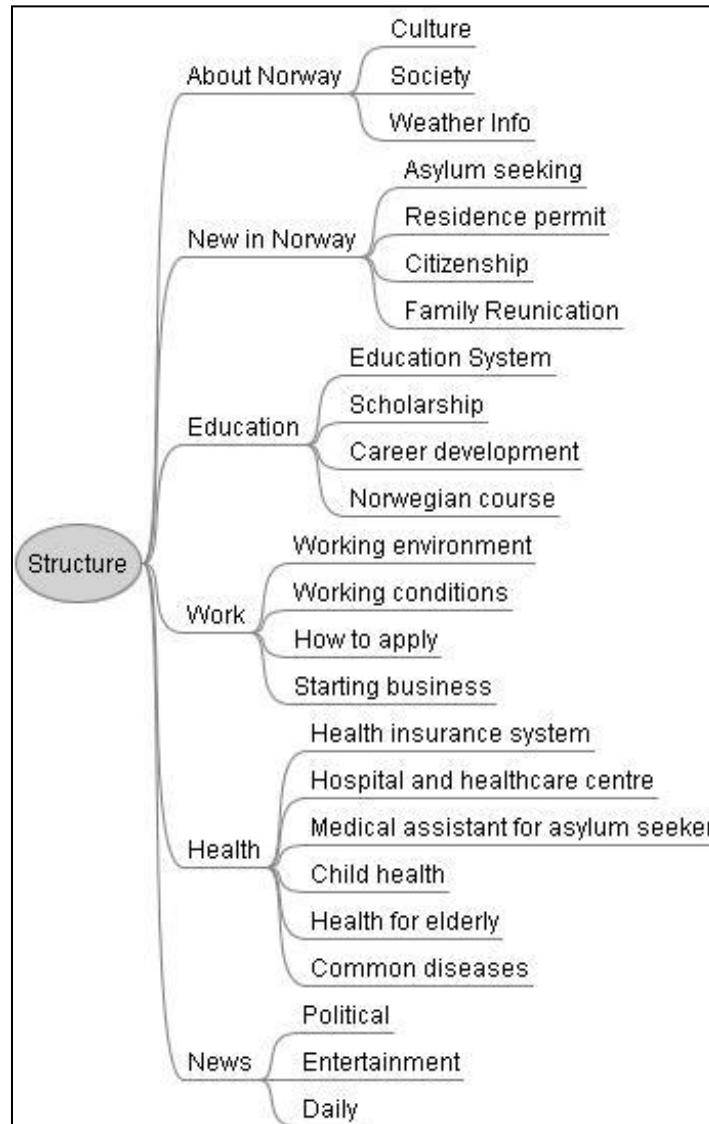 Structure
About Norway
Culture
Society
Weather Info
New in Norway
Asylum seeking
Residence permit
Citizenship
Family Reunication
Education
Education System
Scholarship
Career development
Norwegian course
Work
Working environment
Working conditions
How to apply
Starting business
Health
Health insurance system
Hospital and healthcare centre
Medical assistant for asylum seeker
Child health
Health for elderly
Common diseases
News
Political
Entertainment
Daily